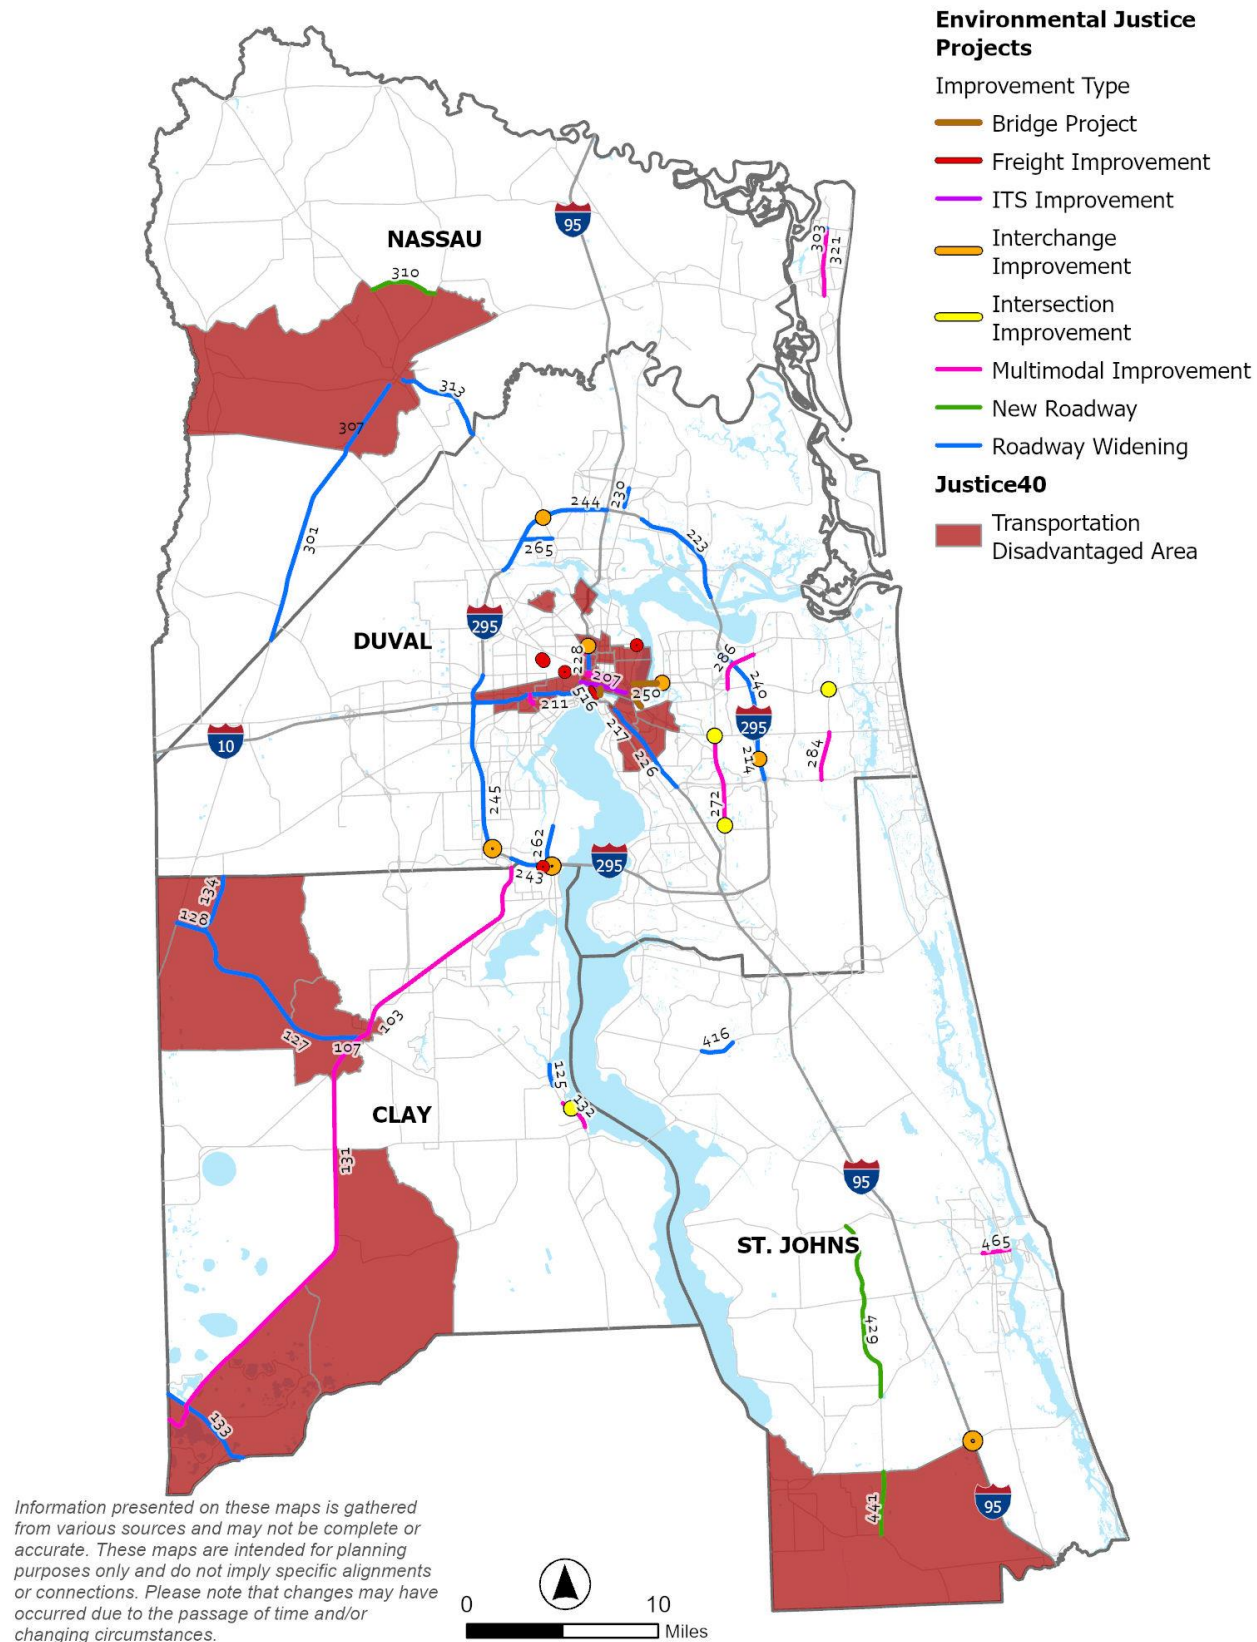 Environmental Justice
Projects
Improvement Type
Bridge Project
Freight Improvement
ITS Improvement
Interchange
Improvement
Intersection
Improvement
Multimodal Improvement
New Roadway
Roadway Widening
Justice40
Transportation
Disadvantaged Area
95
NASSAU
303
321
310
313
307
301
244
230
265
223
295
DUVAL
228
286
207
240
250
516
211
295
217
10
226
214
284
245
272
262
295
243
134
128
103
127
107
416
125
132
CLAY
131
95
ST. JOHNS
465
429
133
95
441
Information presented on these maps is gathered
from various sources and may not be complete or
accurate. These maps are intended for planning
purposes only and do not imply specific alignments
or connections. Please note that changes may have
occurred due to the passage of time and/or
changing circumstances.
0 10
Miles